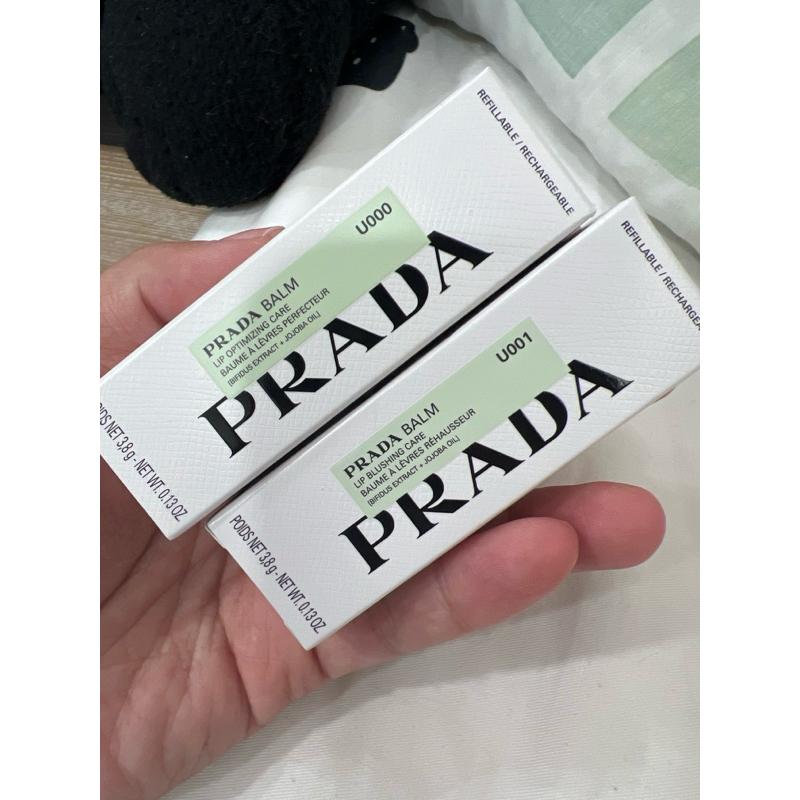 REFILLABLE / RECHARGEABLE
U000
PRADA BALM
LIP OPTIMIZING CARE
BAUME À LÈVRES PERFECTEUR
[BIFIDUS EXTRACT + JOJOBA OIL]
PRADA
POIDS NET 3,8 g - NET WT. 0.13 OZ.
REFILLABLE / RECHARGEABLE
U001
PRADA BALM
LIP BLUSHING CARE
BAUME À LÈVRES RÉHAUSSEUR
[BIFIDUS EXTRACT + JOJOBA OIL]
PRADA
POIDS NET 3,8 g - NET WT. 0.13 OZ.